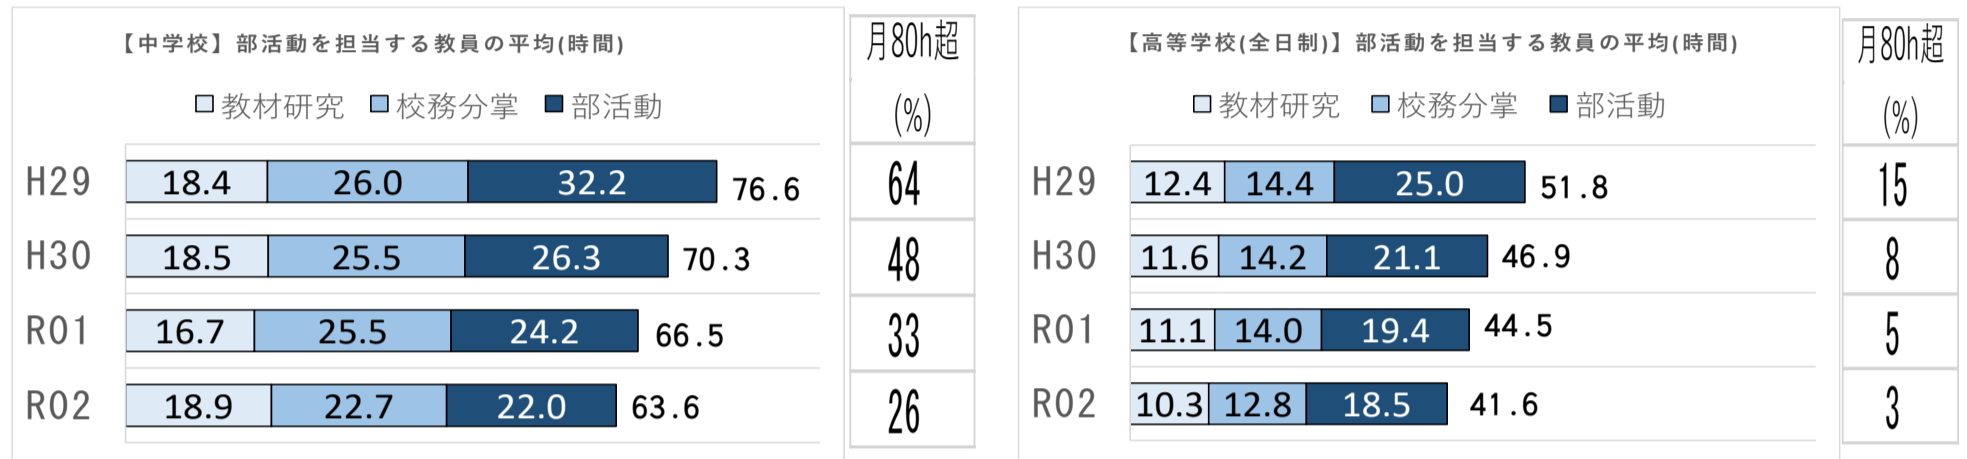 【中学校】部活動を担当する教員の平均(時間)
教材研究 校務分掌 部活動
月80h超
(%)
H29 18.4 26.0 32.2 76.6 64
H30 18.5 25.5 26.3 70.3 48
R01 16.7 25.5 24.2 66.5 33
R02 18.9 22.7 22.0 63.6 26
【高等学校(全日制)】部活動を担当する教員の平均(時間)
教材研究 校務分掌 部活動
月80h超
(%)
H29 12.4 14.4 25.0 51.8 15
H30 11.6 14.2 21.1 46.9 8
R01 11.1 14.0 19.4 44.5 5
R02 10.3 12.8 18.5 41.6 3